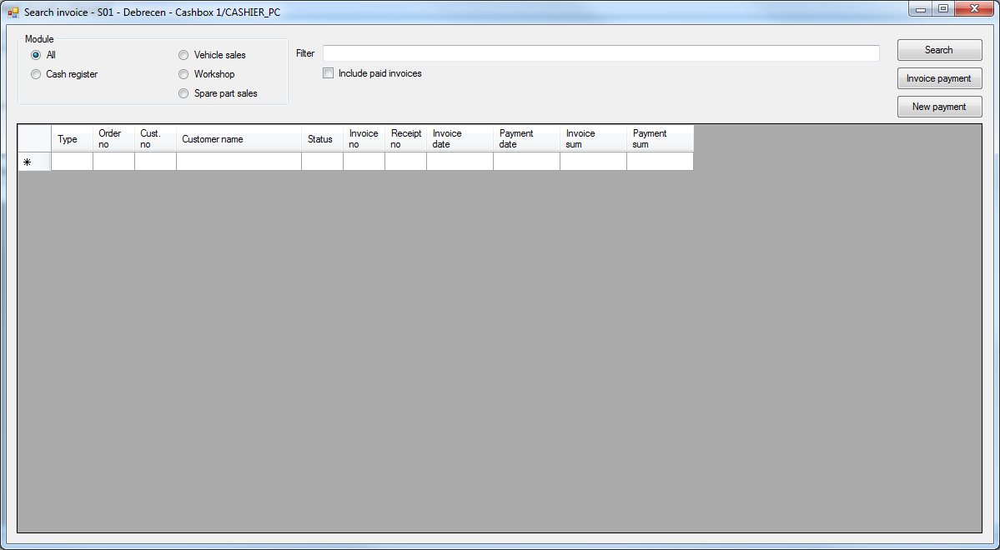 Search invoice - S01 - Debrecen - Cashbox 1/CASHIER_PC
Module
All
Vehicle sales
Cash register
Workshop
Spare part sales
Filter
Include paid invoices
Search
Invoice payment
New payment
Type
Order
no
Cust.
no
Customer name
Status
Invoice
no
Receipt
no
Invoice
date
Payment
date
Invoice
sum
Payment
sum